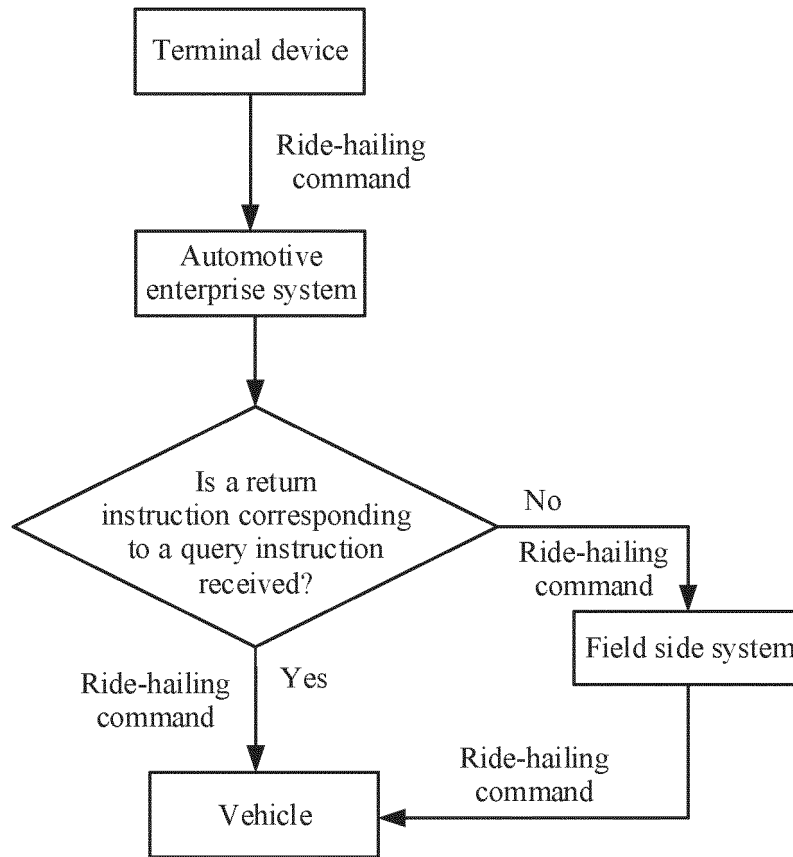 Terminal device
Ride-hailing
command
Automotive
enterprise system
Is a return
instruction corresponding
to a query instruction
received?
No
Ride-hailing
command
Field side system
Ride-hailing
command
Yes
Ride-hailing
command
Vehicle